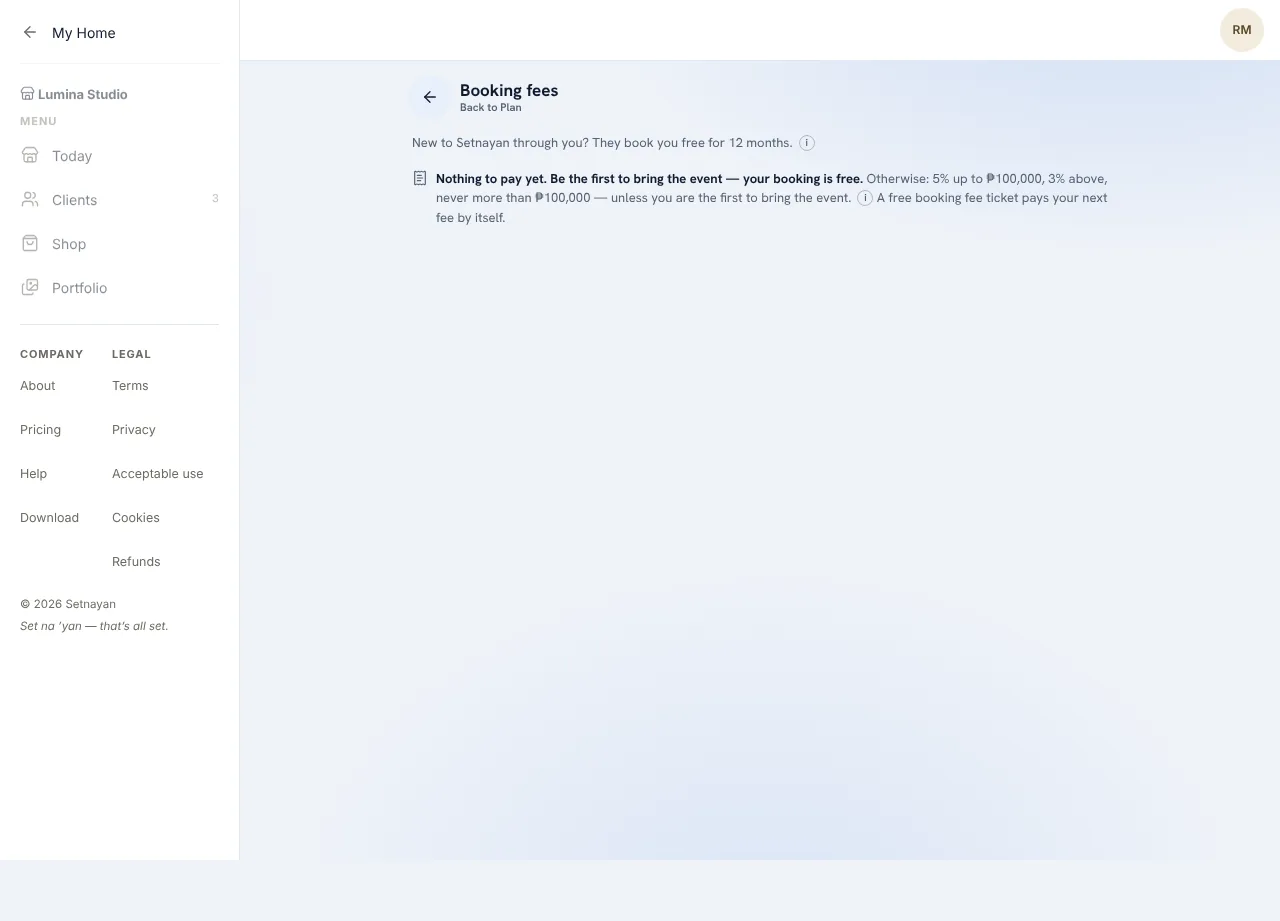 My Home
Lumina Studio
MENU
Today
Clients 3
Shop
Portfolio
COMPANY
About
Pricing
Help
Download
LEGAL
Terms
Privacy
Acceptable use
Cookies
Refunds
© 2026 Setnayan
Set na 'yan — that's all set.
RM
Booking fees
Back to Plan
New to Setnayan through you? They book you free for 12 months. i
Nothing to pay yet. Be the first to bring the event — your booking is free. Otherwise: 5% up to ₱100,000, 3% above,
never more than ₱100,000 — unless you are the first to bring the event. i A free booking fee ticket pays your next
fee by itself.